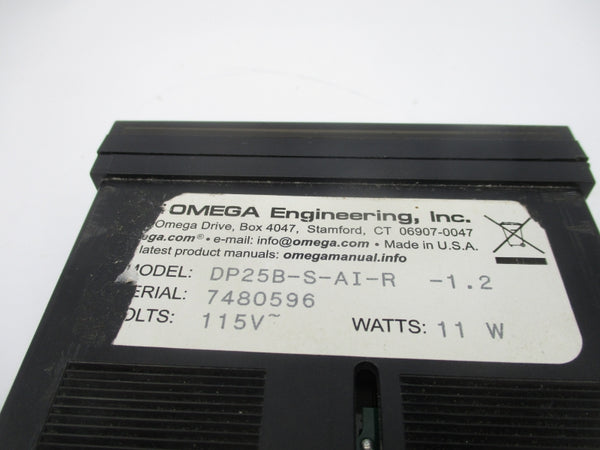 OMEGA Engineering, Inc.
Omega Drive, Box 4047, Stamford, CT 06907-0047
ega.com® • e-mail: info@omega.com • Made in U.S.A.
latest product manuals: omegamanual.info
MODEL: DP25B-S-AI-R -1.2
ERIAL: 7480596
OLTS: 115V~ WATTS: 11 W